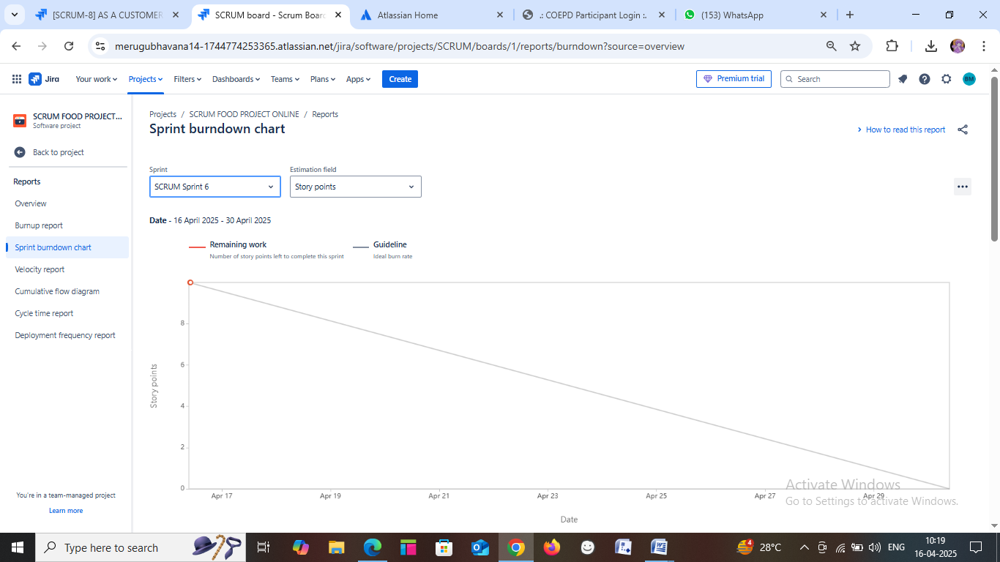 [SCRUM-8] AS A CUSTOMER
SCRUM board - Scrum Board
Atlassian Home
.: COEPD Participant Login :.
(153) WhatsApp
merugubhavana14-1744774253365.atlassian.net/jira/software/projects/SCRUM/boards/1/reports/burndown?source=overview
Jira
Your work
Projects
Filters
Dashboards
Teams
Plans
Apps
Create
Premium trial
Search
BM
SCRUM FOOD PROJECT...
Software project
Back to project
Reports
Overview
Burnup report
Sprint burndown chart
Velocity report
Cumulative flow diagram
Cycle time report
Deployment frequency report
You're in a team-managed project
Learn more
Projects / SCRUM FOOD PROJECT ONLINE / Reports
Sprint burndown chart
How to read this report
Sprint
Estimation field
SCRUM Sprint 6
Story points
Date - 16 April 2025 - 30 April 2025
Remaining work
Number of story points left to complete this sprint
Guideline
Ideal burn rate
8
6
4
2
0
Story points
Apr 17 Apr 19 Apr 21 Apr 23 Apr 25 Apr 27 Apr 29
Date
Activate Windows
Go to Settings to activate Windows.
Type here to search
4
28°C
ENG
10:19
16-04-2025